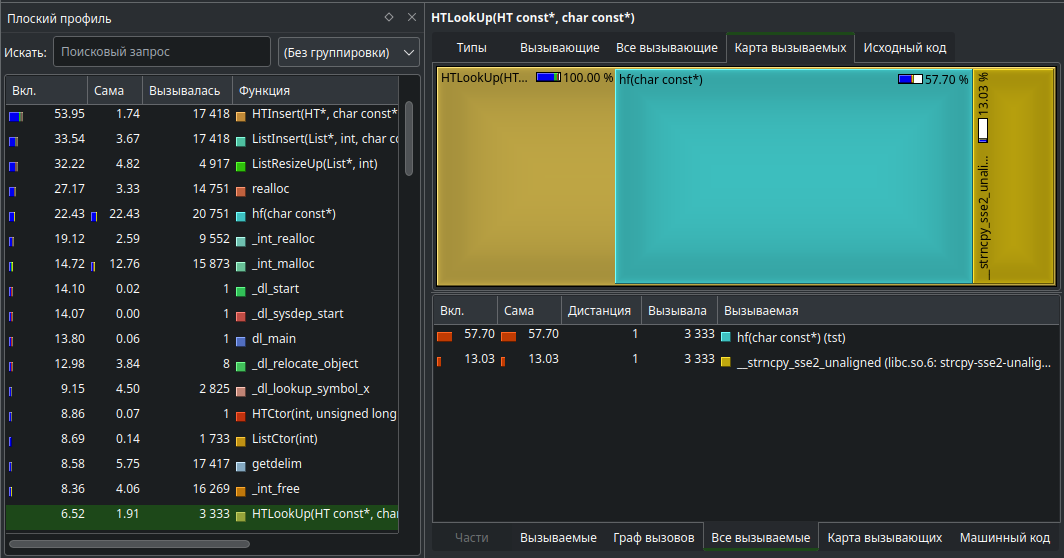 Плоский профиль
Искать: Поисковый запрос (Без группировки)
Вкл. Сама Вызывалась Функция
53.95 1.74 17 418 HTInsert(HT*, char const*
33.54 3.67 17 418 ListInsert(List*, int, char c
32.22 4.82 4 917 ListResizeUp(List*, int)
27.17 3.33 14 751 realloc
22.43 22.43 20 751 hf(char const*)
19.12 2.59 9 552 _int_realloc
14.72 12.76 15 873 _int_malloc
14.10 0.02 1 _dl_start
14.07 0.00 1 _dl_sysdep_start
13.80 0.06 1 dl_main
12.98 3.84 8 _dl_relocate_object
9.15 4.50 2 825 _dl_lookup_symbol_x
8.86 0.07 1 HTCtor(int, unsigned long
8.69 0.14 1 733 ListCtor(int)
8.58 5.75 17 417 getdelim
8.36 4.06 16 269 _int_free
6.52 1.91 3 333 HTLookUp(HT const*, cha
HTLookUp(HT const*, char const*)
Типы Вызывающие Все вызывающие Карта вызываемых Исходный код
HTLookUp(HT... 100.00 %
hf(char const*) 57.70 %
__strncpy_sse2_unali... 13.03 %
Вкл. Сама Дистанция Вызывала Вызываемая
57.70 57.70 1 3 333 hf(char const*) (tst)
13.03 13.03 1 3 333 __strncpy_sse2_unaligned (libc.so.6: strcpy-sse2-unalig...
Части Вызываемые Граф вызовов Все вызываемые Карта вызывающих Машинный код